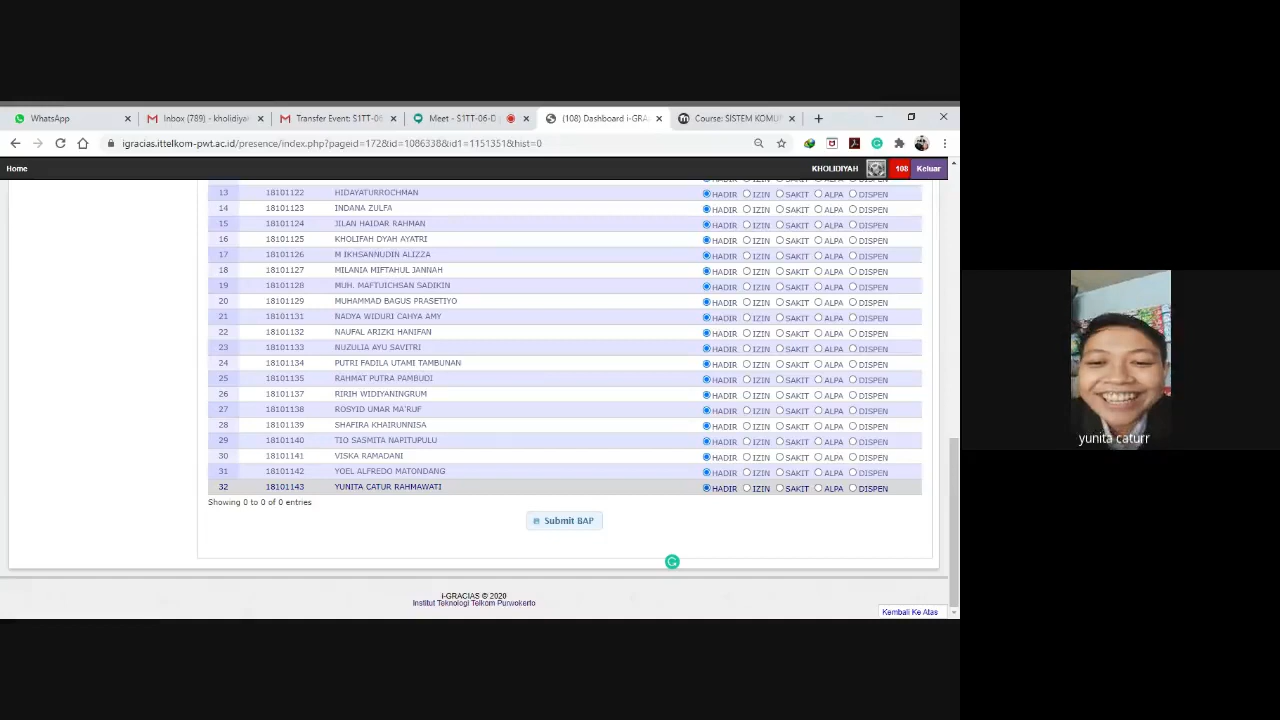 WhatsApp
Inbox (789) - kholidiyah
Transfer Event: S1TT-06-
Meet - S1TT-06-D
(108) Dashboard i-GRA
Course: SISTEM KOMU
igracias.ittelkom-pwt.ac.id/presence/index.php?pageid=172&id=1086338&id1=1151351&hist=0
Home
KHOLIDIYAH
108
Keluar
13 18101122 HIDAYATURROCHMAN HADIR IZIN SAKIT ALPA DISPEN
14 18101123 INDANA ZULFA HADIR IZIN SAKIT ALPA DISPEN
15 18101124 JILAN HAIDAR RAHMAN HADIR IZIN SAKIT ALPA DISPEN
16 18101125 KHOLIFAH DYAH AYATRI HADIR IZIN SAKIT ALPA DISPEN
17 18101126 M IKHSANNUDIN ALIZZA HADIR IZIN SAKIT ALPA DISPEN
18 18101127 MILANIA MIFTAHUL JANNAH HADIR IZIN SAKIT ALPA DISPEN
19 18101128 MUH. MAFTUICHSAN SADIKIN HADIR IZIN SAKIT ALPA DISPEN
20 18101129 MUHAMMAD BAGUS PRASETIYO HADIR IZIN SAKIT ALPA DISPEN
21 18101131 NADYA WIDURI CAHYA AMY HADIR IZIN SAKIT ALPA DISPEN
22 18101132 NAUFAL ARIZKI HANIFAN HADIR IZIN SAKIT ALPA DISPEN
23 18101133 NUZULIA AYU SAVITRI HADIR IZIN SAKIT ALPA DISPEN
24 18101134 PUTRI FADILA UTAMI TAMBUNAN HADIR IZIN SAKIT ALPA DISPEN
25 18101135 RAHMAT PUTRA PAMBUDI HADIR IZIN SAKIT ALPA DISPEN
26 18101137 RIRIH WIDIYANINGRUM HADIR IZIN SAKIT ALPA DISPEN
27 18101138 ROSYID UMAR MA'RUF HADIR IZIN SAKIT ALPA DISPEN
28 18101139 SHAFIRA KHAIRUNNISA HADIR IZIN SAKIT ALPA DISPEN
29 18101140 TIO SASMITA NAPITUPULU HADIR IZIN SAKIT ALPA DISPEN
30 18101141 VISKA RAMADANI HADIR IZIN SAKIT ALPA DISPEN
31 18101142 YOEL ALFREDO MATONDANG HADIR IZIN SAKIT ALPA DISPEN
32 18101143 YUNITA CATUR RAHMAWATI HADIR IZIN SAKIT ALPA DISPEN
Showing 0 to 0 of 0 entries
Submit BAP
i-GRACIAS © 2020
Institut Teknologi Telkom Purwokerto
Kembali Ke Atas
yunita caturr